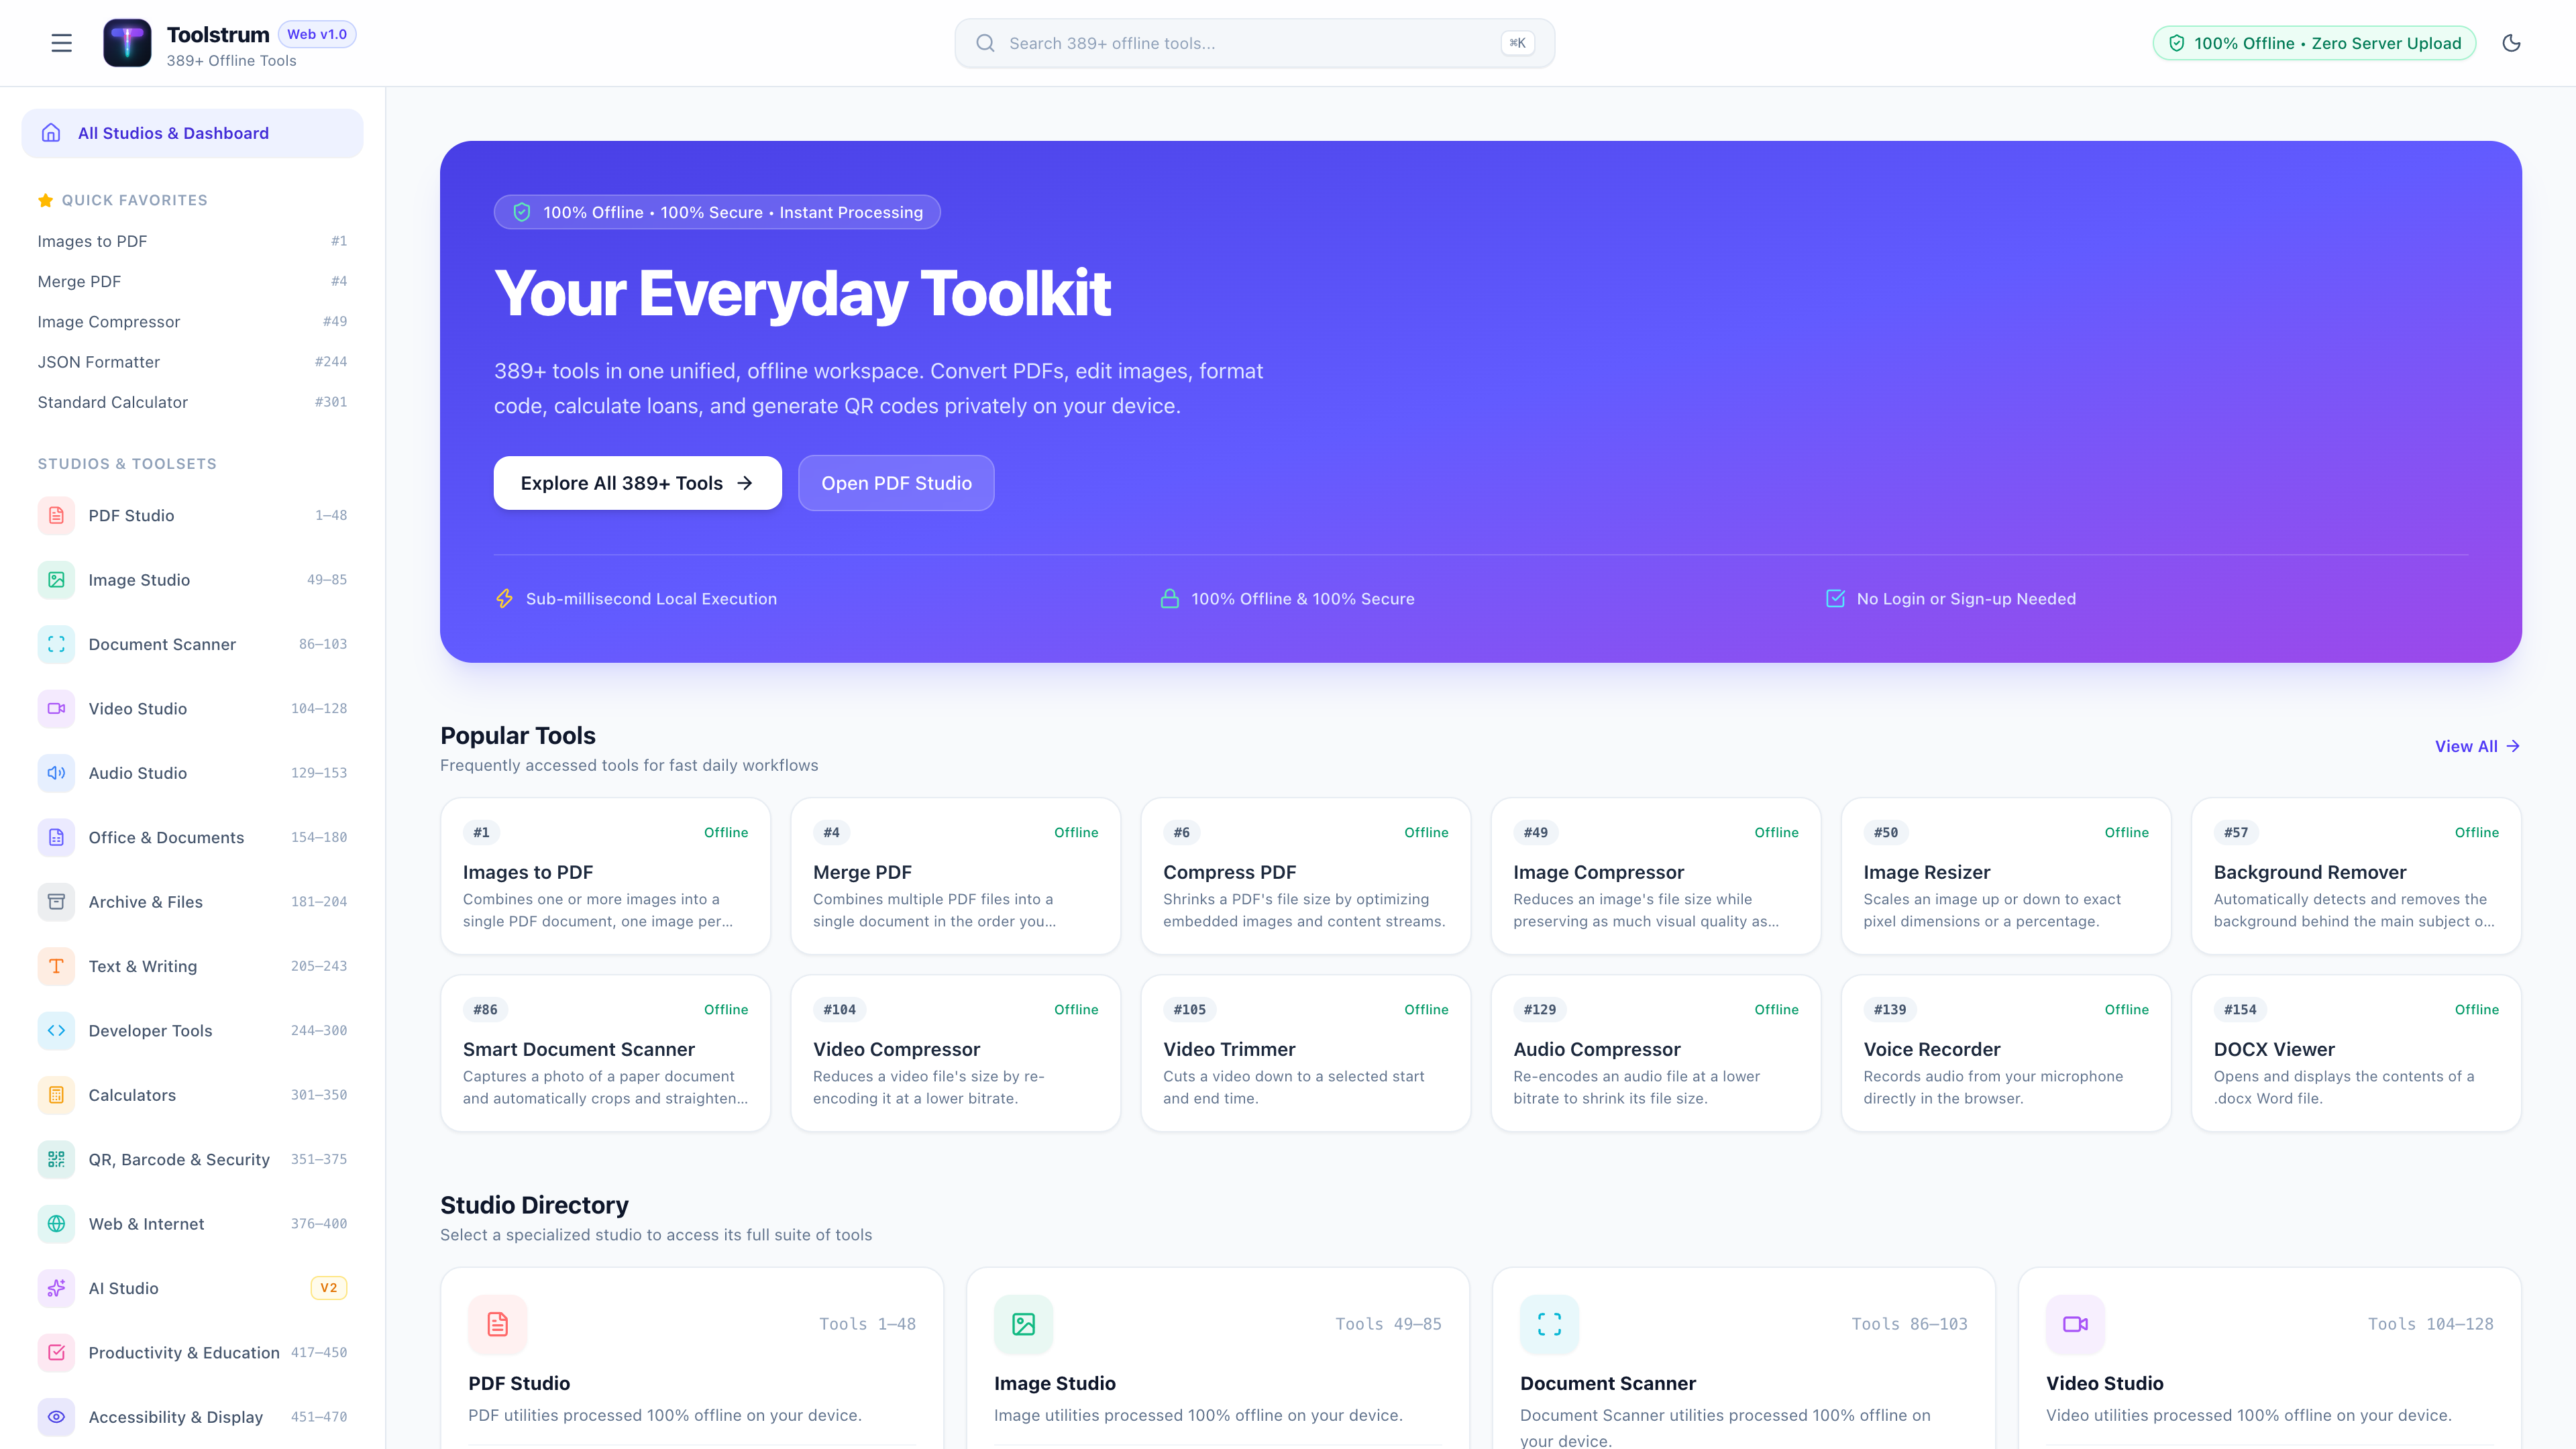 Toolstrum Web v1.0
389+ Offline Tools
Search 389+ offline tools...
⌘K
100% Offline • Zero Server Upload
All Studios & Dashboard
QUICK FAVORITES
Images to PDF #1
Merge PDF #4
Image Compressor #49
JSON Formatter #244
Standard Calculator #301
STUDIOS & TOOLSETS
PDF Studio 1–48
Image Studio 49–85
Document Scanner 86–103
Video Studio 104–128
Audio Studio 129–153
Office & Documents 154–180
Archive & Files 181–204
Text & Writing 205–243
Developer Tools 244–300
Calculators 301–350
QR, Barcode & Security 351–375
Web & Internet 376–400
AI Studio V2
Productivity & Education 417–450
Accessibility & Display 451–470
100% Offline • 100% Secure • Instant Processing
Your Everyday Toolkit
389+ tools in one unified, offline workspace. Convert PDFs, edit images, format
code, calculate loans, and generate QR codes privately on your device.
Explore All 389+ Tools
Open PDF Studio
Sub-millisecond Local Execution
100% Offline & 100% Secure
No Login or Sign-up Needed
Popular Tools
Frequently accessed tools for fast daily workflows
View All
#1 Offline
Images to PDF
Combines one or more images into a
single PDF document, one image per...
#4 Offline
Merge PDF
Combines multiple PDF files into a
single document in the order you...
#6 Offline
Compress PDF
Shrinks a PDF's file size by optimizing
embedded images and content streams.
#49 Offline
Image Compressor
Reduces an image's file size while
preserving as much visual quality as...
#50 Offline
Image Resizer
Scales an image up or down to exact
pixel dimensions or a percentage.
#57 Offline
Background Remover
Automatically detects and removes the
background behind the main subject o...
#86 Offline
Smart Document Scanner
Captures a photo of a paper document
and automatically crops and straighten...
#104 Offline
Video Compressor
Reduces a video file's size by re-
encoding it at a lower bitrate.
#105 Offline
Video Trimmer
Cuts a video down to a selected start
and end time.
#129 Offline
Audio Compressor
Re-encodes an audio file at a lower
bitrate to shrink its file size.
#139 Offline
Voice Recorder
Records audio from your microphone
directly in the browser.
#154 Offline
DOCX Viewer
Opens and displays the contents of a
.docx Word file.
Studio Directory
Select a specialized studio to access its full suite of tools
Tools 1–48
PDF Studio
PDF utilities processed 100% offline on your device.
Tools 49–85
Image Studio
Image utilities processed 100% offline on your device.
Tools 86–103
Document Scanner
Document Scanner utilities processed 100% offline on
your device.
Tools 104–128
Video Studio
Video utilities processed 100% offline on your device.